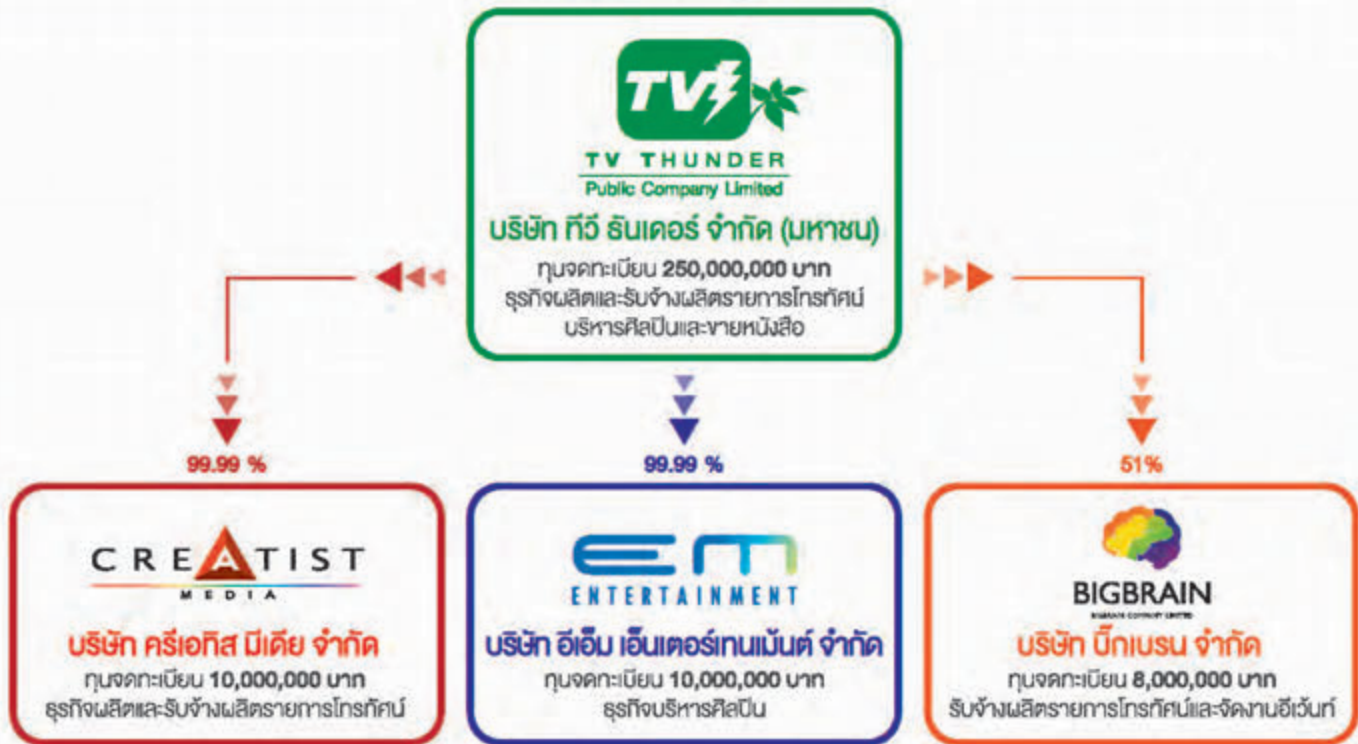 TV
TV THUNDER
Public Company Limited
บริษัท ทีวี ธันเดอร์ จำกัด (มหาชน)
ทุนจดทะเบียน 250,000,000 บาท
ธุรกิจผลิตและรับจ้างผลิตรายการโทรทัศน์
บริหารศิลปินและขายหนังสือ
99.99 %
99.99 %
51%
CREATIST
MEDIA
บริษัท ครีเอทิส มีเดีย จำกัด
ทุนจดทะเบียน 10,000,000 บาท
ธุรกิจผลิตและรับจ้างผลิตรายการโทรทัศน์
em
ENTERTAINMENT
บริษัท อีเอ็ม เอ็นเตอร์เทนเม้นต์ จำกัด
ทุนจดทะเบียน 10,000,000 บาท
ธุรกิจบริหารศิลปิน
BIGBRAIN
BIGBRAIN COMPANY LIMITED
บริษัท บิ๊กเบรน จำกัด
ทุนจดทะเบียน 8,000,000 บาท
รับจ้างผลิตรายการโทรทัศน์และจัดงานอีเว้นท์